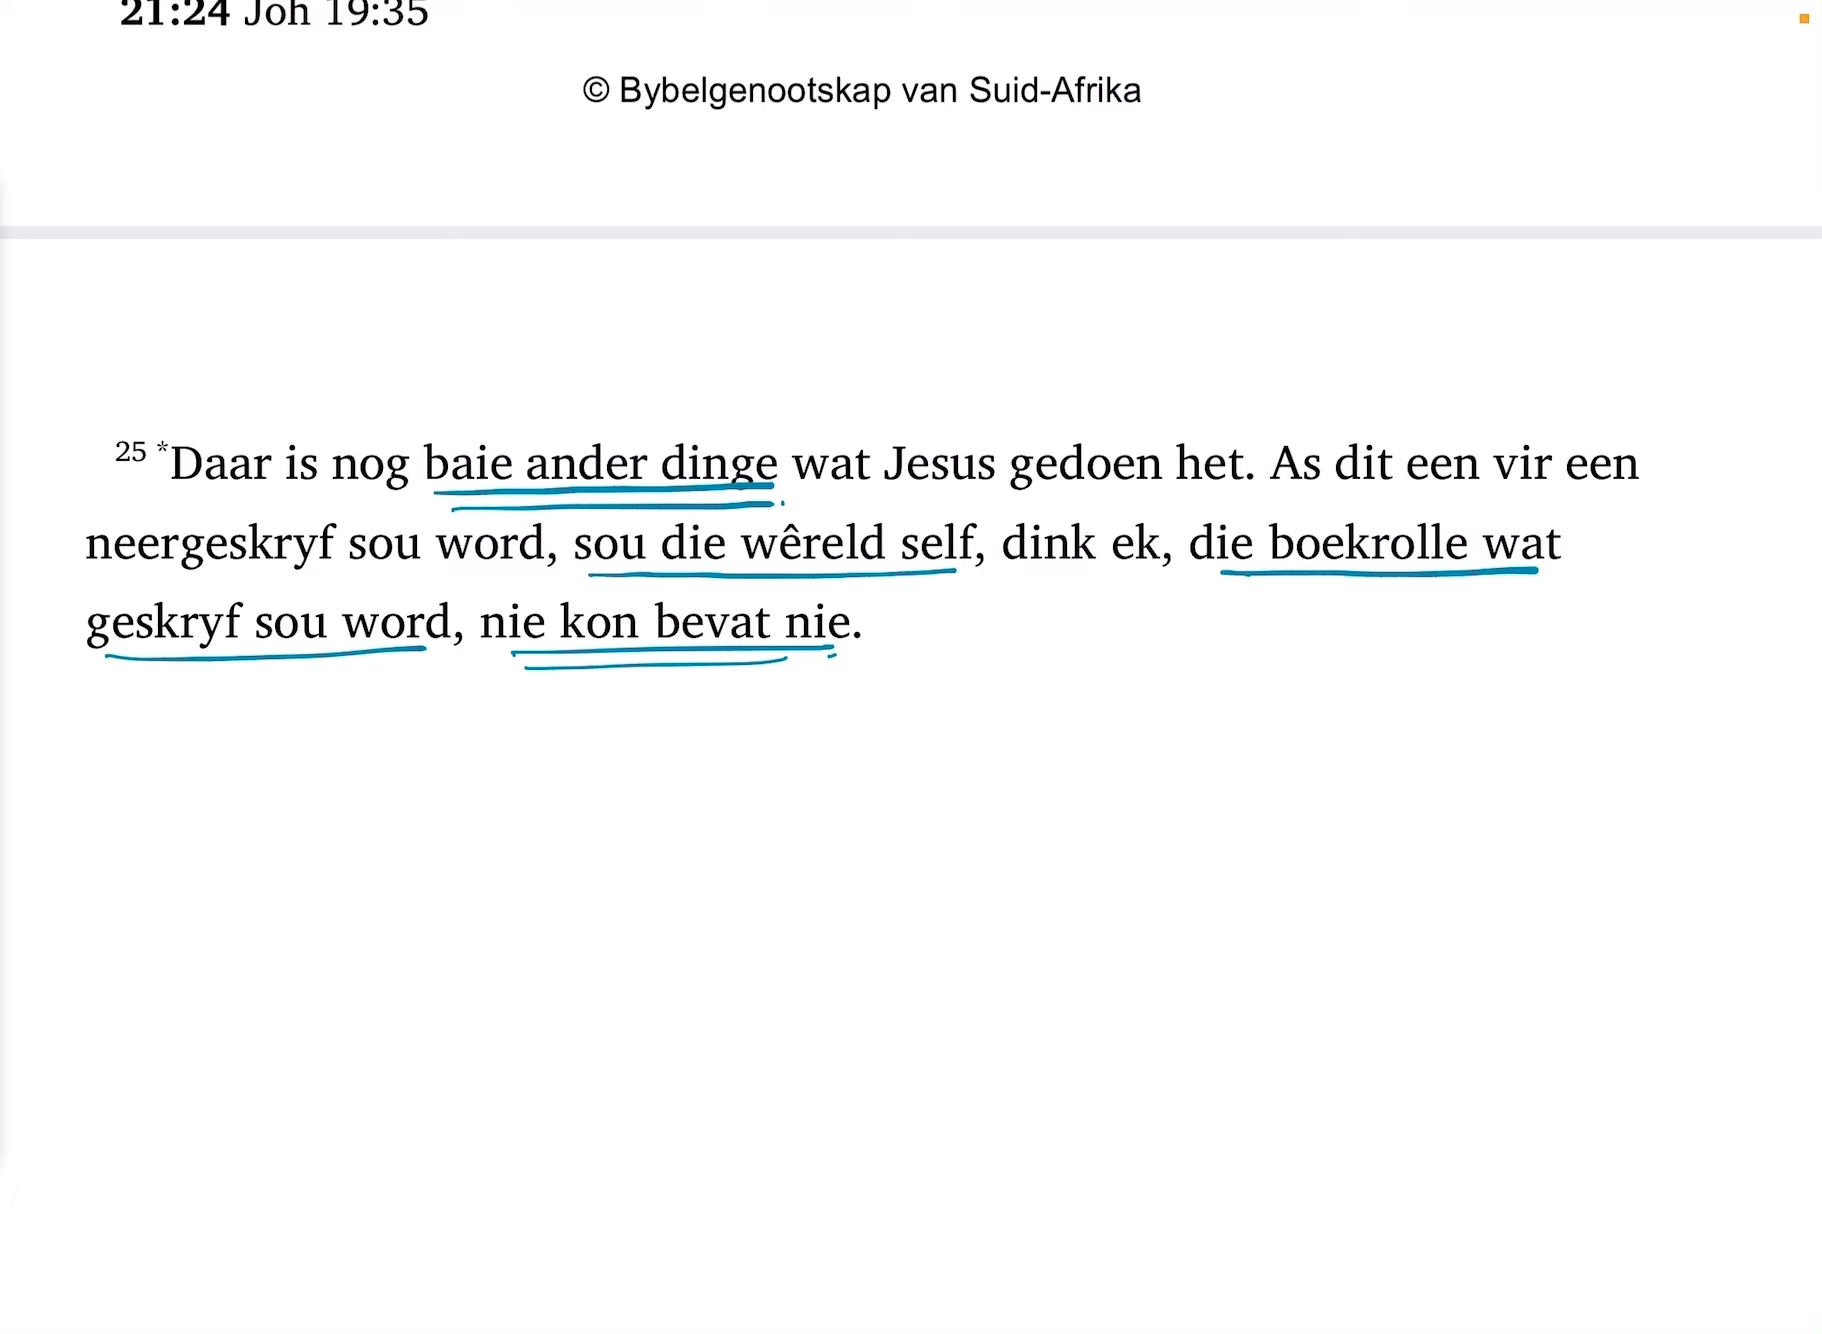 21:24 Joh 19:35
© Bybelgenootskap van Suid-Afrika
25 *Daar is nog baie ander dinge wat Jesus gedoen het. As dit een vir een
neergeskryf sou word, sou die wêreld self, dink ek, die boekrolle wat
geskryf sou word, nie kon bevat nie.